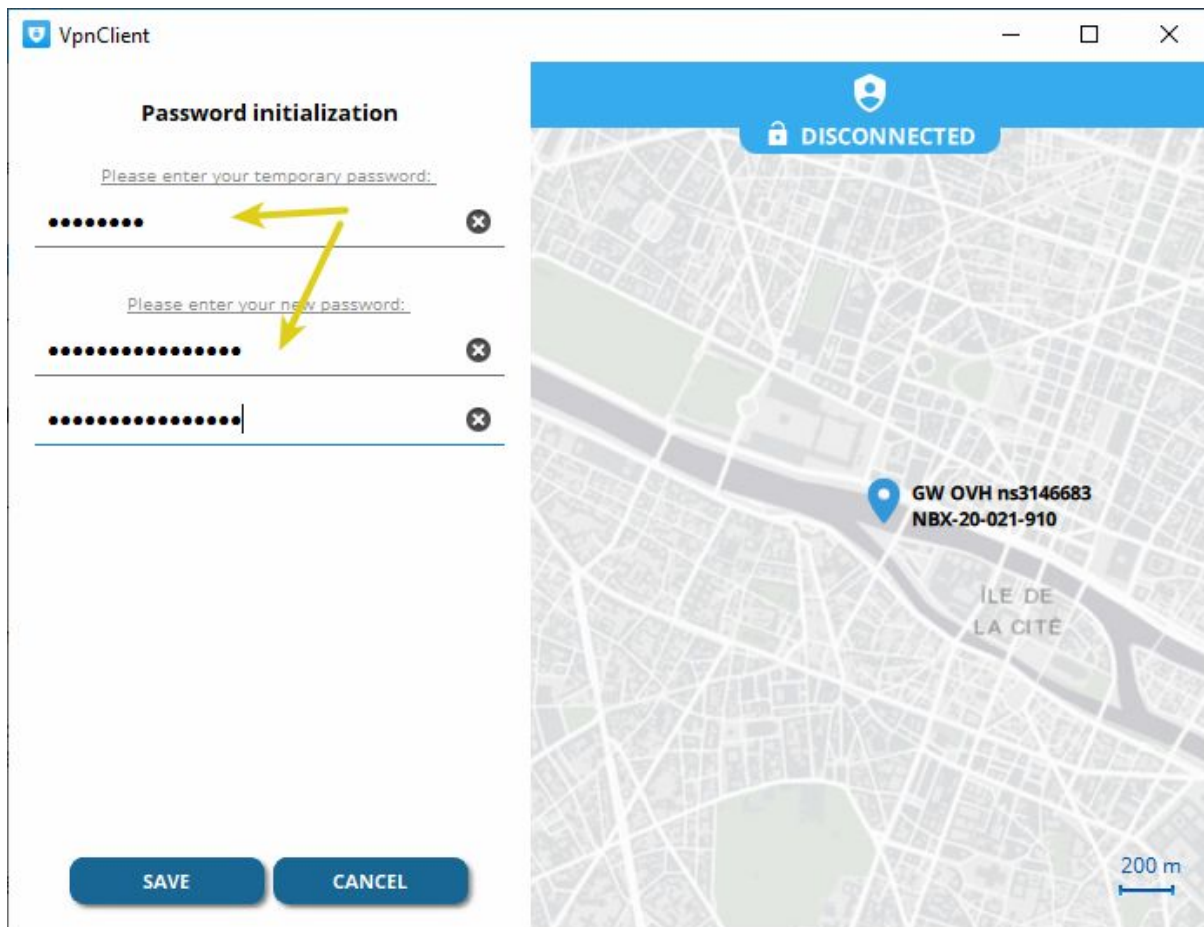 VpnClient
Password initialization
Please enter your temporary password:
••••••••
Please enter your new password:
••••••••••••••••
••••••••••••••••
SAVE
CANCEL
DISCONNECTED
GW OVH ns3146683
NBX-20-021-910
ÎLE DE
LA CITÉ
200 m